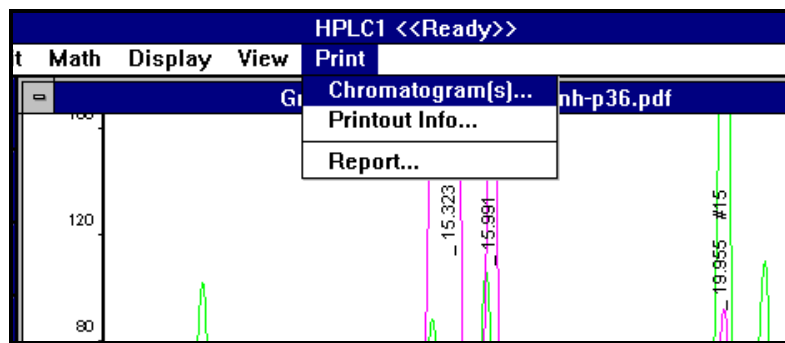 HPLC1 <<Ready>>
t Math Display View Print
Chromatogram(s)...
Gr nh-p36.pdf
Printout Info...
Report...
120
80
15.323
15.991
19.955 #15